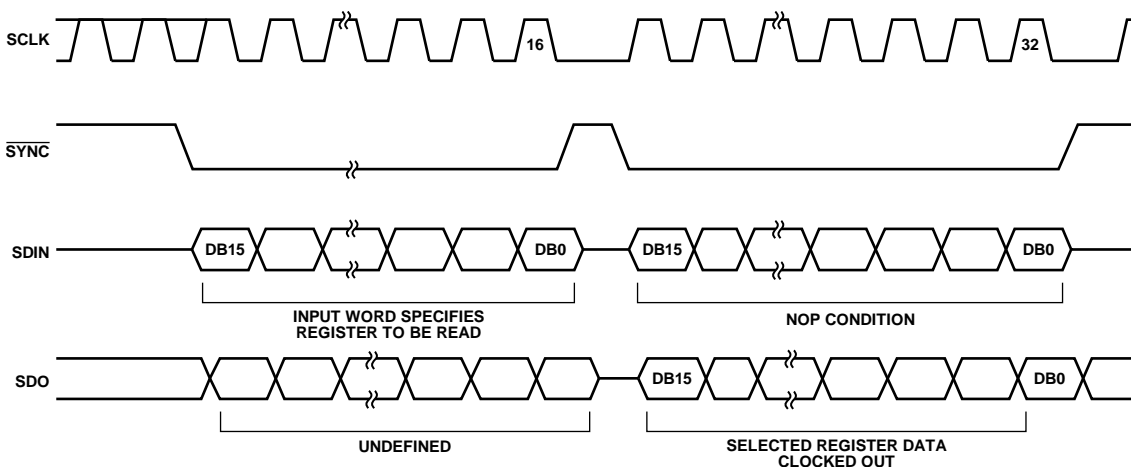 SCLK
16
32
SYNC
SDIN
DB15
DB0
DB15
DB0
INPUT WORD SPECIFIES
REGISTER TO BE READ
NOP CONDITION
SDO
DB15
DB0
UNDEFINED
SELECTED REGISTER DATA
CLOCKED OUT